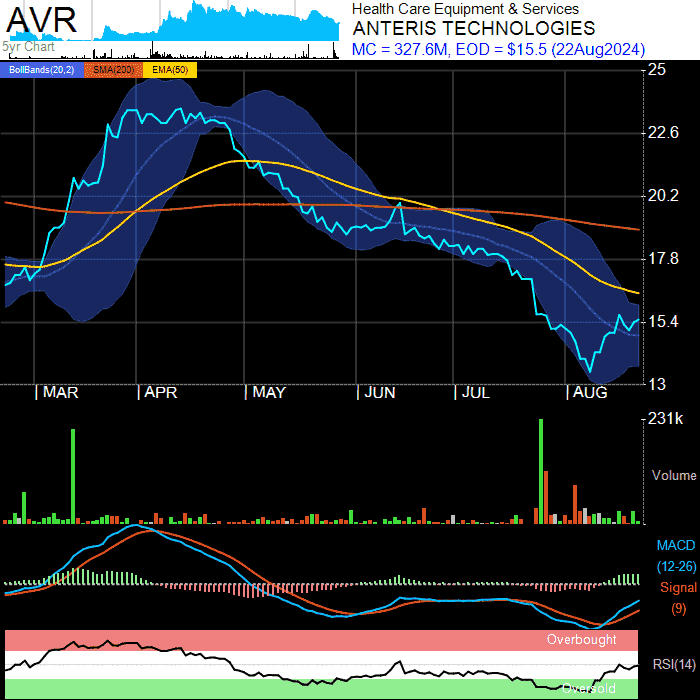 AVR
Health Care Equipment & Services
ANTERIS TECHNOLOGIES
MC = 327.6M, EOD = $15.5 (22Aug2024)
5yr Chart
BollBands(20,2) SMA(200) EMA(50)
25
22.6
20.2
17.8
15.4
13
| MAR | APR | MAY | JUN | JUL | AUG
231k
Volume
MACD
(12-26)
Signal
(9)
Overbought
RSI(14)
Oversold